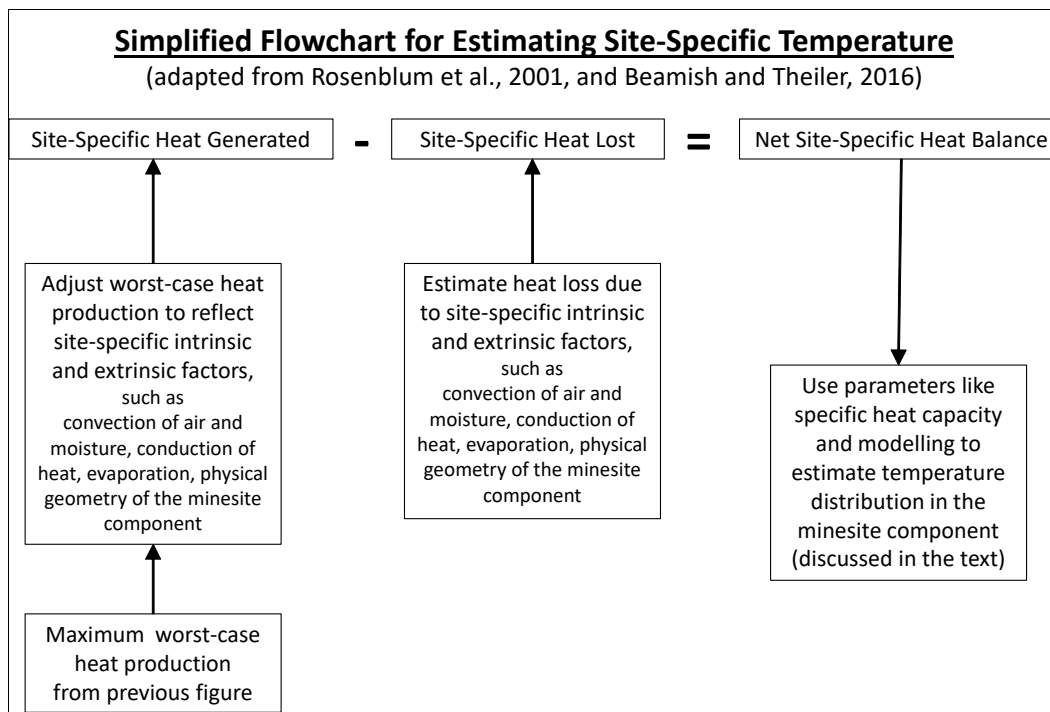 Simplified Flowchart for Estimating Site-Specific Temperature
(adapted from Rosenblum et al., 2001, and Beamish and Theiler, 2016)
Site-Specific Heat Generated
-
Site-Specific Heat Lost
=
Net Site-Specific Heat Balance
Adjust worst-case heat
production to reflect
site-specific intrinsic
and extrinsic factors,
such as
convection of air and
moisture, conduction of
heat, evaporation, physical
geometry of the minesite
component
Estimate heat loss due
to site-specific intrinsic
and extrinsic factors,
such as
convection of air and
moisture, conduction of
heat, evaporation, physical
geometry of the minesite
component
Use parameters like
specific heat capacity
and modelling to
estimate temperature
distribution in the
minesite component
(discussed in the text)
Maximum worst-case
heat production
from previous figure